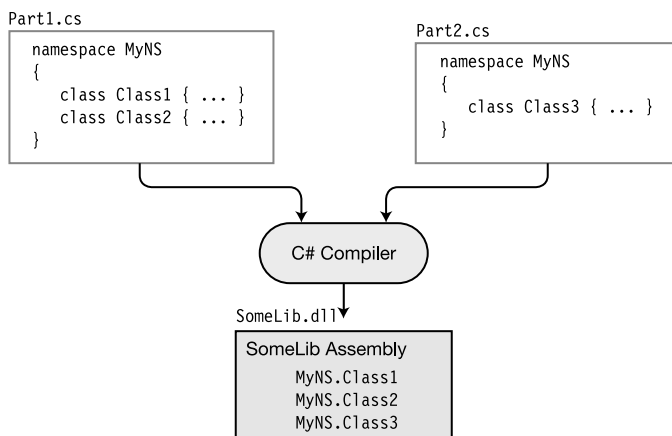 Part1.cs
namespace MyNS
{
class Class1 { ... }
class Class2 { ... }
}
Part2.cs
namespace MyNS
{
class Class3 { ... }
}
C# Compiler
SomeLib.dll
SomeLib Assembly
MyNS.Class1
MyNS.Class2
MyNS.Class3